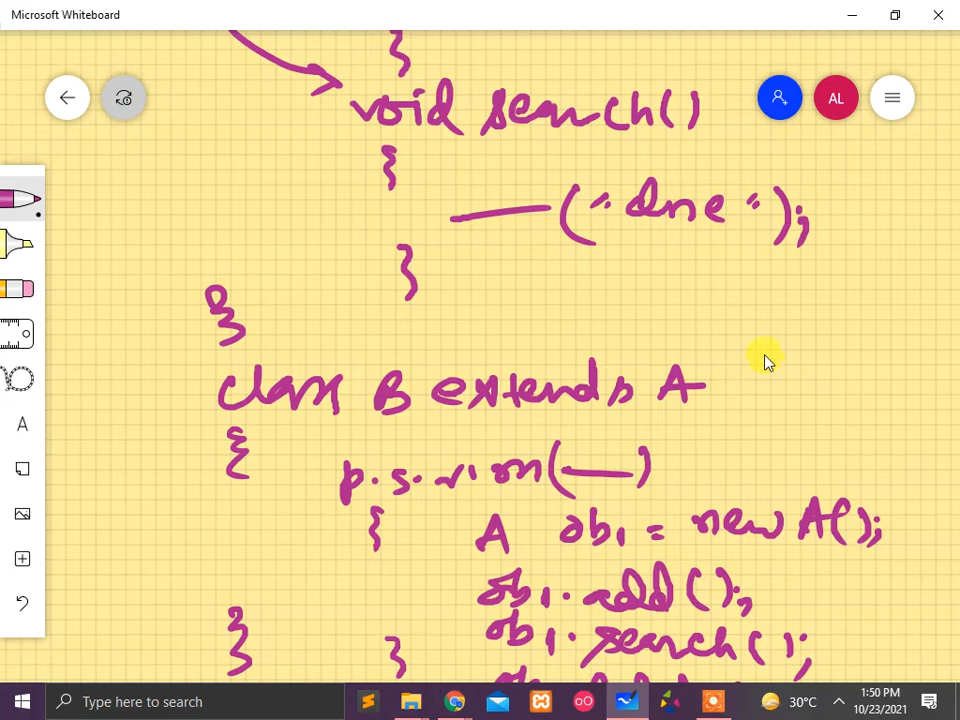 Microsoft Whiteboard
}
void search()
{
AL
——("done");
}
}
class B extends A
{
A
p.s.v.m(——)
{
A ob1 = new A();
ob1.add();
}
ob1.search();
}
Type here to search
30°C
1:50 PM
10/23/2021